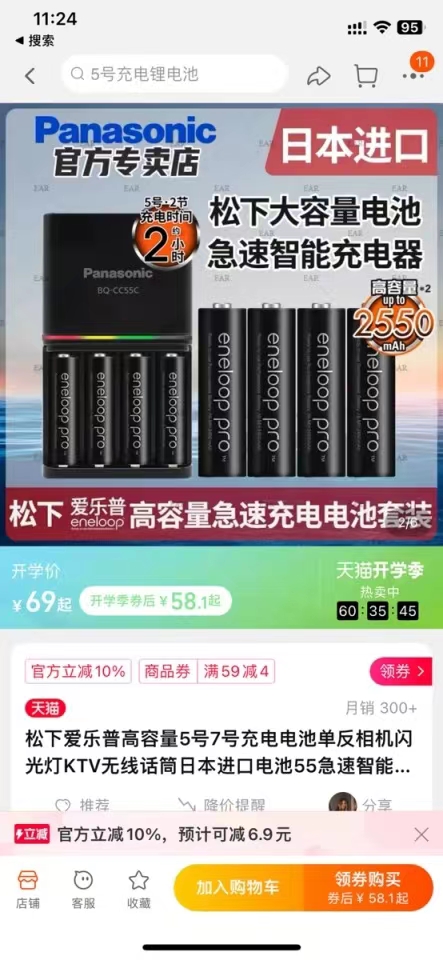 11:24
95
◀ 搜索
5号充电锂电池
11
Panasonic
官方专卖店
日本进口
EAR EAR EAR EAR
5号·2节
充电时间
约
2小时
松下大容量电池
急速智能充电器
EAR
Panasonic
BQ-CC55C
高容量*2
up to
2550
mAh
eneloop pro
eneloop pro
eneloop pro
eneloop pro
eneloop pro
eneloop pro
eneloop pro
eneloop pro
松下 爱乐普 eneloop 高容量急速充电电池套装
2/6
开学价
¥69起
开学季券后¥58.1起
天猫开学季
热卖中
60:35:45
官方立减10%
商品券
满59减4
领券 >
天猫
月销 300+
松下爱乐普高容量5号7号充电电池单反相机闪
光灯KTV无线话筒日本进口电池55急速智能...
推荐
降价提醒
分享
立减
官方立减10%，预计可减6.9元
店铺
客服
收藏
加入购物车
领券购买
券后¥58.1起